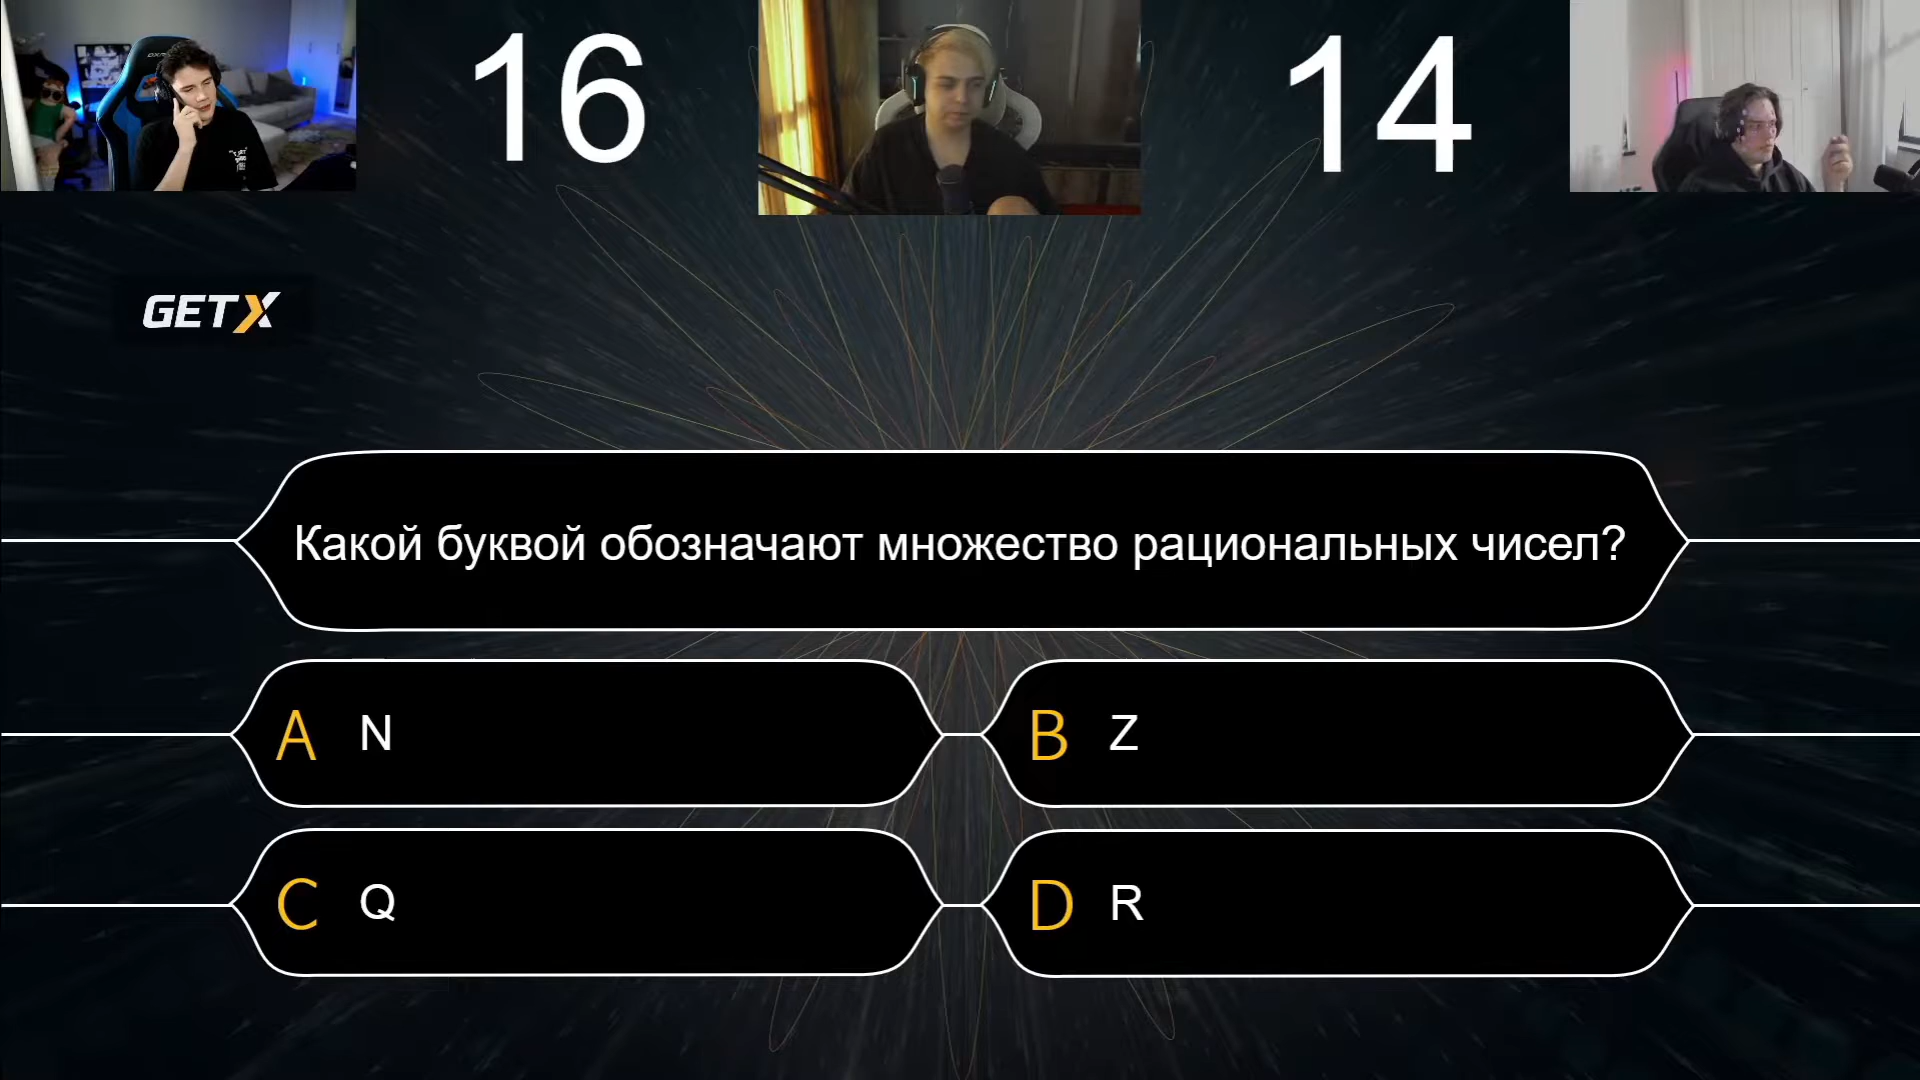 16
14
GETX
Какой буквой обозначают множество рациональных чисел?
A N
B Z
C Q
D R